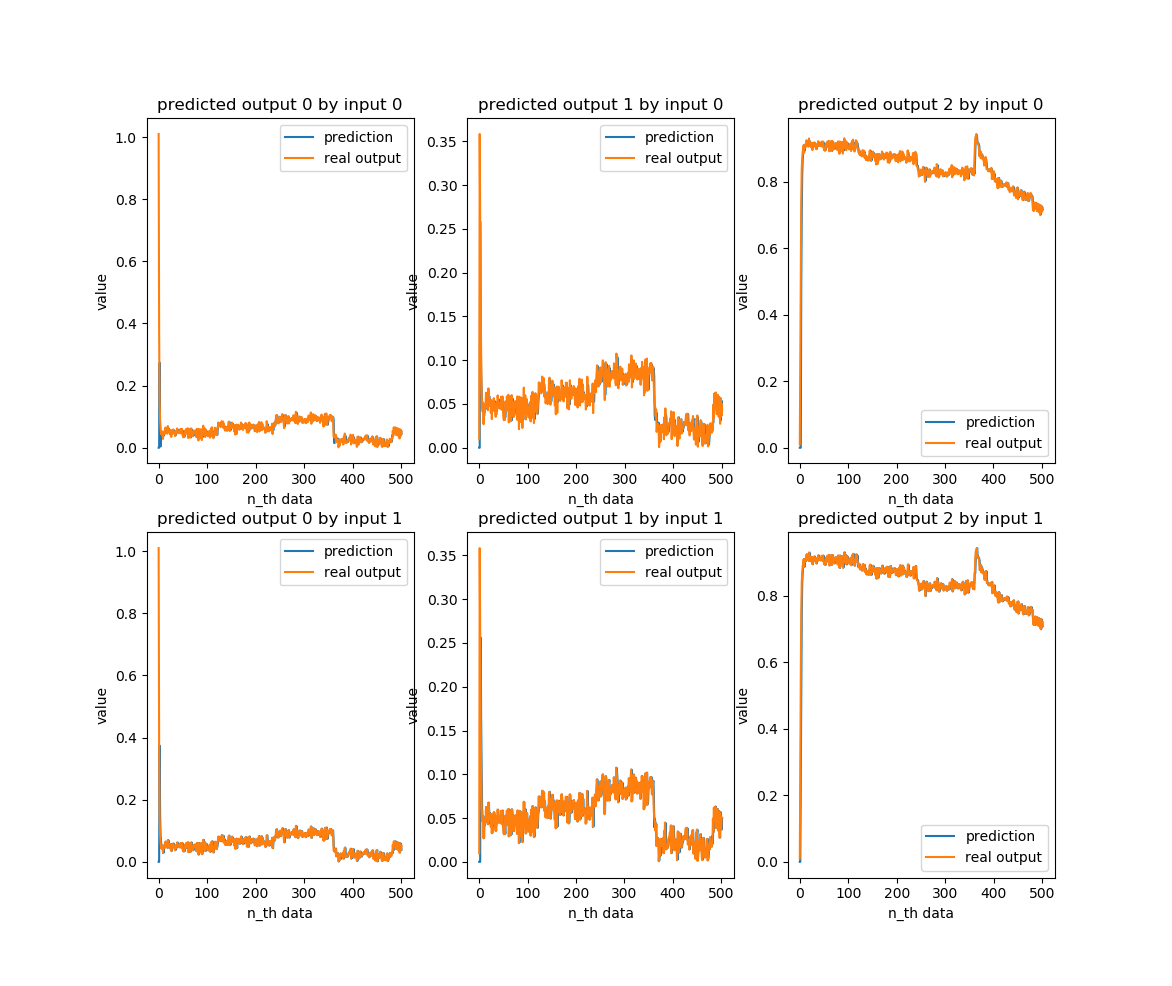 predicted output 0 by input 0
predicted output 1 by input 0
predicted output 2 by input 0
prediction
real output
prediction
real output
prediction
real output
value
value
value
1.0
0.8
0.6
0.4
0.2
0.0
0.35
0.30
0.25
0.20
0.15
0.10
0.05
0.00
0.8
0.6
0.4
0.2
0.0
0 100 200 300 400 500
0 100 200 300 400 500
0 100 200 300 400 500
n_th data
n_th data
n_th data
predicted output 0 by input 1
predicted output 1 by input 1
predicted output 2 by input 1
prediction
real output
prediction
real output
prediction
real output
value
value
value
1.0
0.8
0.6
0.4
0.2
0.0
0.35
0.30
0.25
0.20
0.15
0.10
0.05
0.00
0.8
0.6
0.4
0.2
0.0
0 100 200 300 400 500
0 100 200 300 400 500
0 100 200 300 400 500
n_th data
n_th data
n_th data